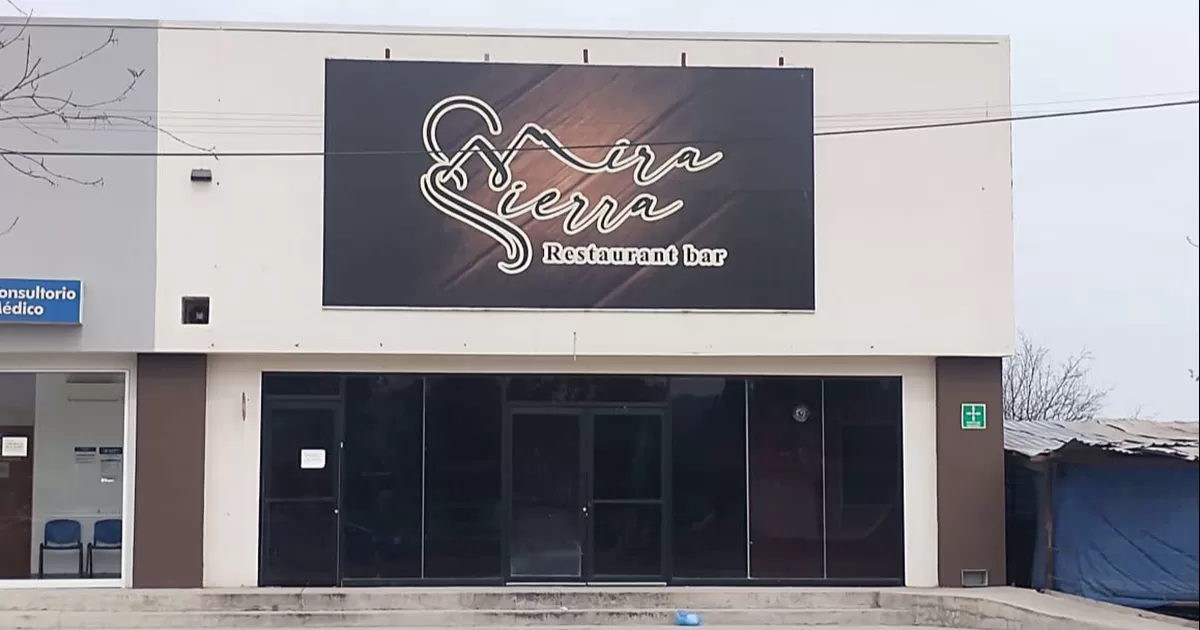 Mira
Sierra
Restaurant bar
onsultorio
édico